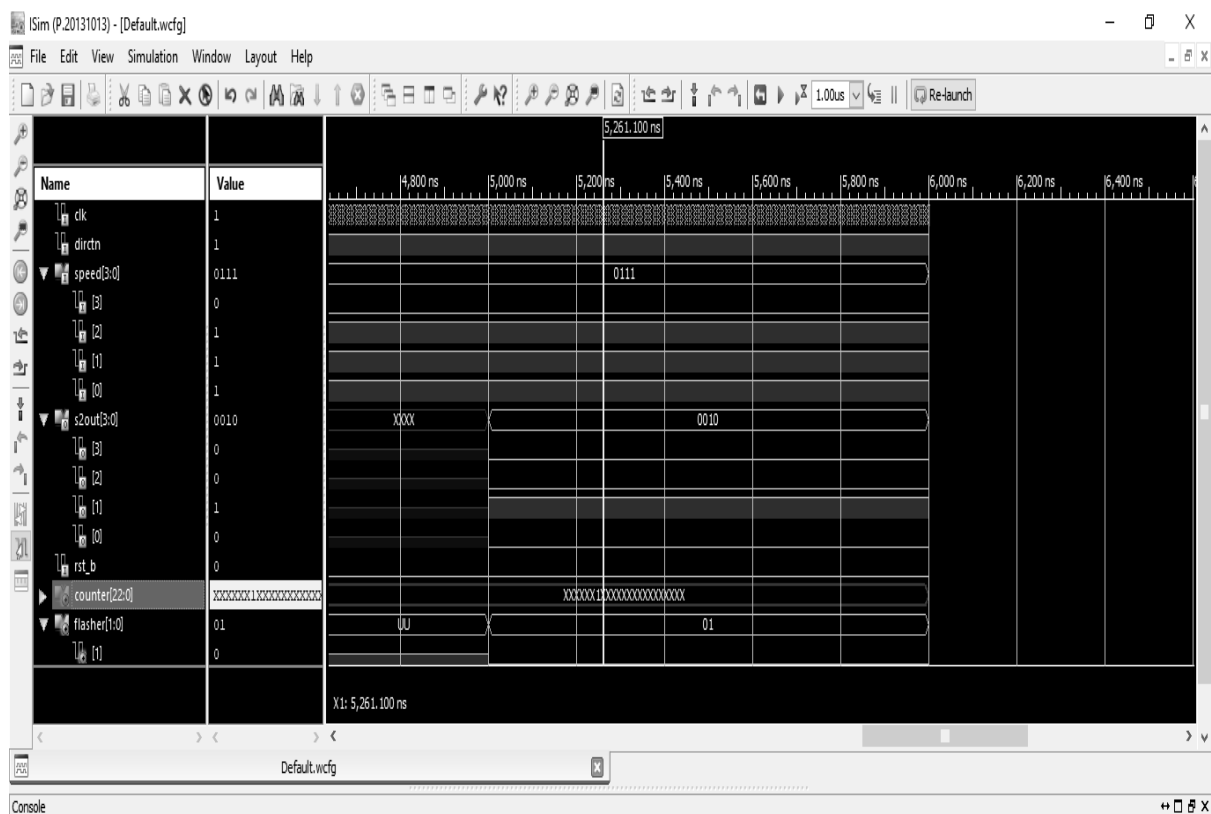 ISim (P.20131013) - [Default.wcfg]
File Edit View Simulation Window Layout Help
1.00us Re-launch
5,261.100 ns
Name Value
4,800 ns 5,000 ns 5,200 ns 5,400 ns 5,600 ns 5,800 ns 6,000 ns 6,200 ns 6,400 ns
clk 1
dirctn 1
speed[3:0] 0111 0111
[3] 0
[2] 1
[1] 1
[0] 1
s2out[3:0] 0010 XXXX 0010
[3] 0
[2] 0
[1] 1
[0] 0
rst_b 0
counter[22:0] XXXXXX1XXXXXXXXXXXX XXXXXX1XXXXXXXXXXXXXXXX
flasher[1:0] 01 UU 01
[1] 0
X1: 5,261.100 ns
Default.wcfg
Console